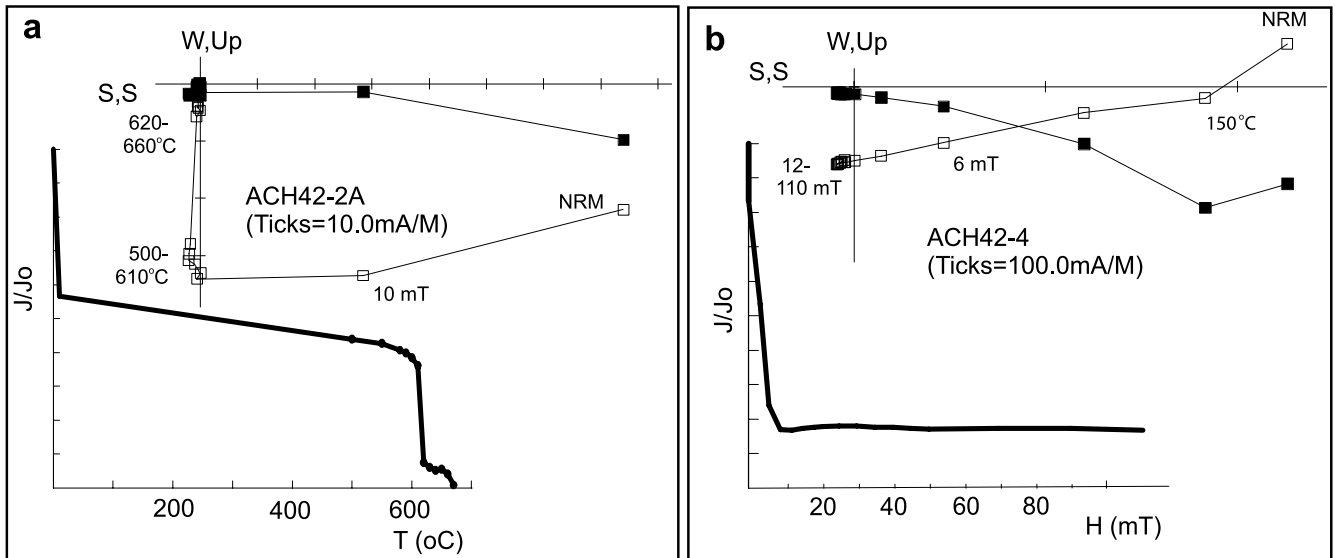 a
W,Up
S,S
620-
660°C
ACH42-2A
(Ticks=10.0mA/M)
NRM
500-
610°C
10 mT
J/Jo
200
400
600
T (oC)
b
NRM
W,Up
S,S
150°C
12-
110 mT
6 mT
ACH42-4
(Ticks=100.0mA/M)
J/Jo
20
40
60
80
H (mT)